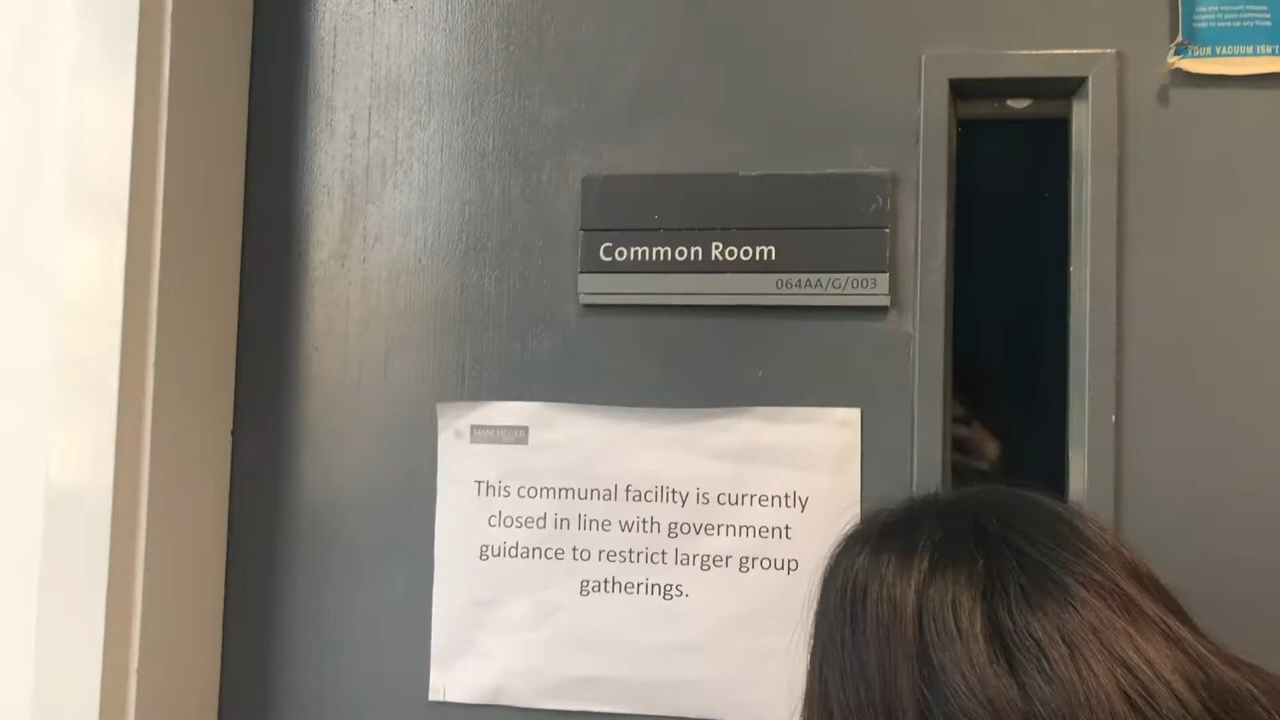 YOUR VACUUM ISN'T
Common Room
064AA/G/003
MANCHESTER
This communal facility is currently
closed in line with government
guidance to restrict larger group
gatherings.